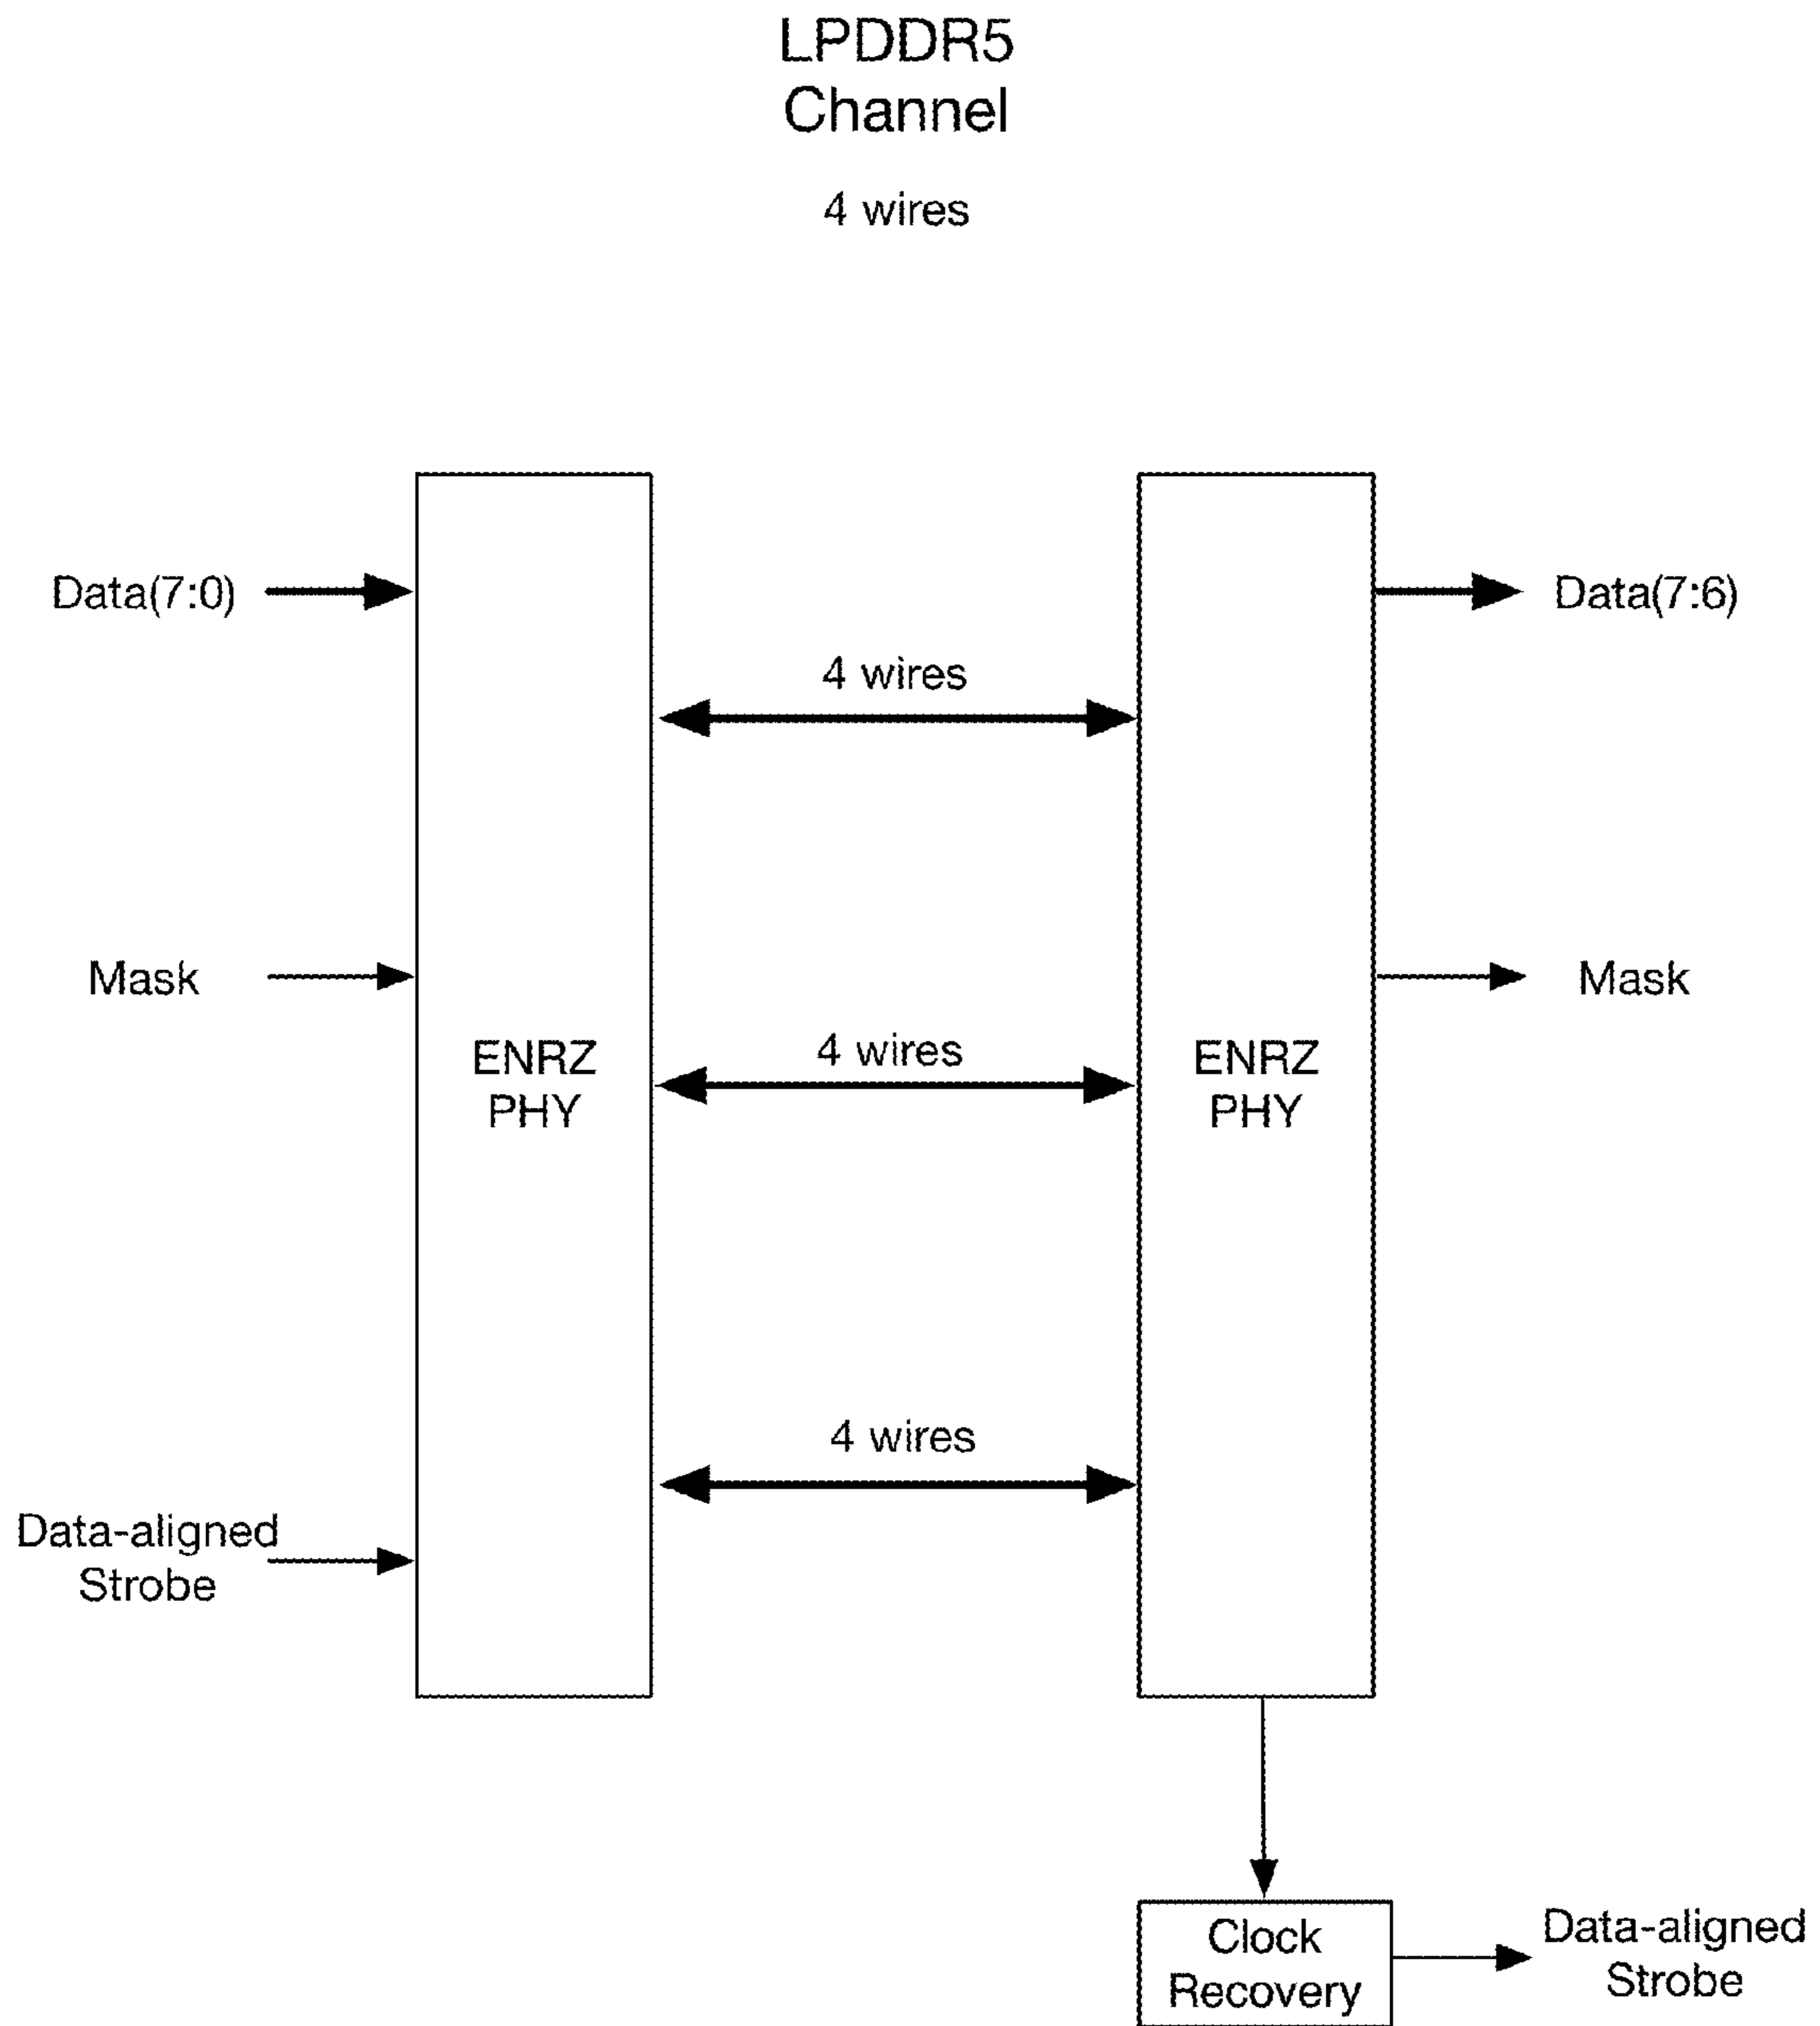 LPDDR5
Channel
4 wires
Data(7:0)
Data(7:6)
4 wires
Mask
Mask
ENRZ
PHY
4 wires
ENRZ
PHY
4 wires
Data-aligned
Strobe
Clock
Recovery
Data-aligned
Strobe